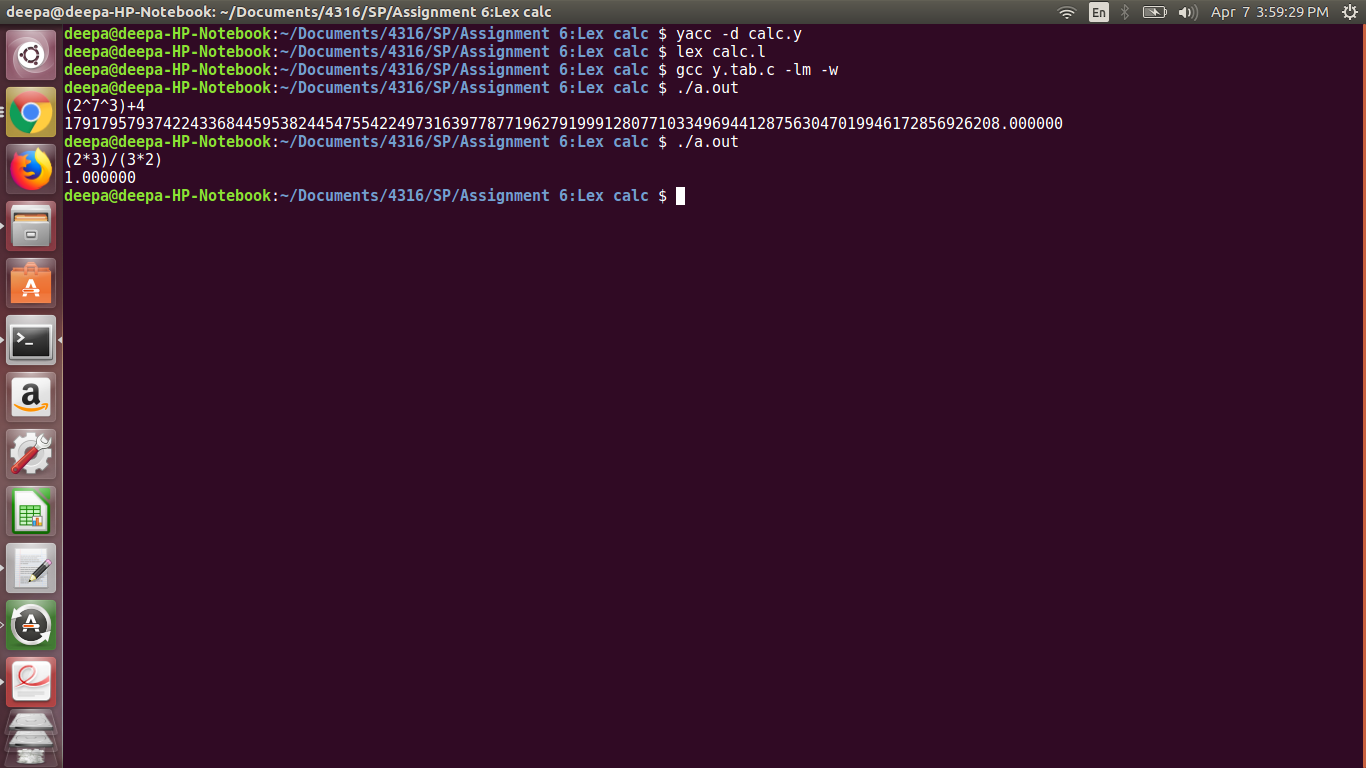 deepa@deepa-HP-Notebook: ~/Documents/4316/SP/Assignment 6:Lex calc
En
Apr 7 3:59:29 PM
deepa@deepa-HP-Notebook:~/Documents/4316/SP/Assignment 6:Lex calc $ yacc -d calc.y
deepa@deepa-HP-Notebook:~/Documents/4316/SP/Assignment 6:Lex calc $ lex calc.l
deepa@deepa-HP-Notebook:~/Documents/4316/SP/Assignment 6:Lex calc $ gcc y.tab.c -lm -w
deepa@deepa-HP-Notebook:~/Documents/4316/SP/Assignment 6:Lex calc $ ./a.out
(2^7^3)+4
17917957937422433684459538244547554224973163977877196279199912807710334969441287563047019946172856926208.000000
deepa@deepa-HP-Notebook:~/Documents/4316/SP/Assignment 6:Lex calc $ ./a.out
(2*3)/(3*2)
1.000000
deepa@deepa-HP-Notebook:~/Documents/4316/SP/Assignment 6:Lex calc $